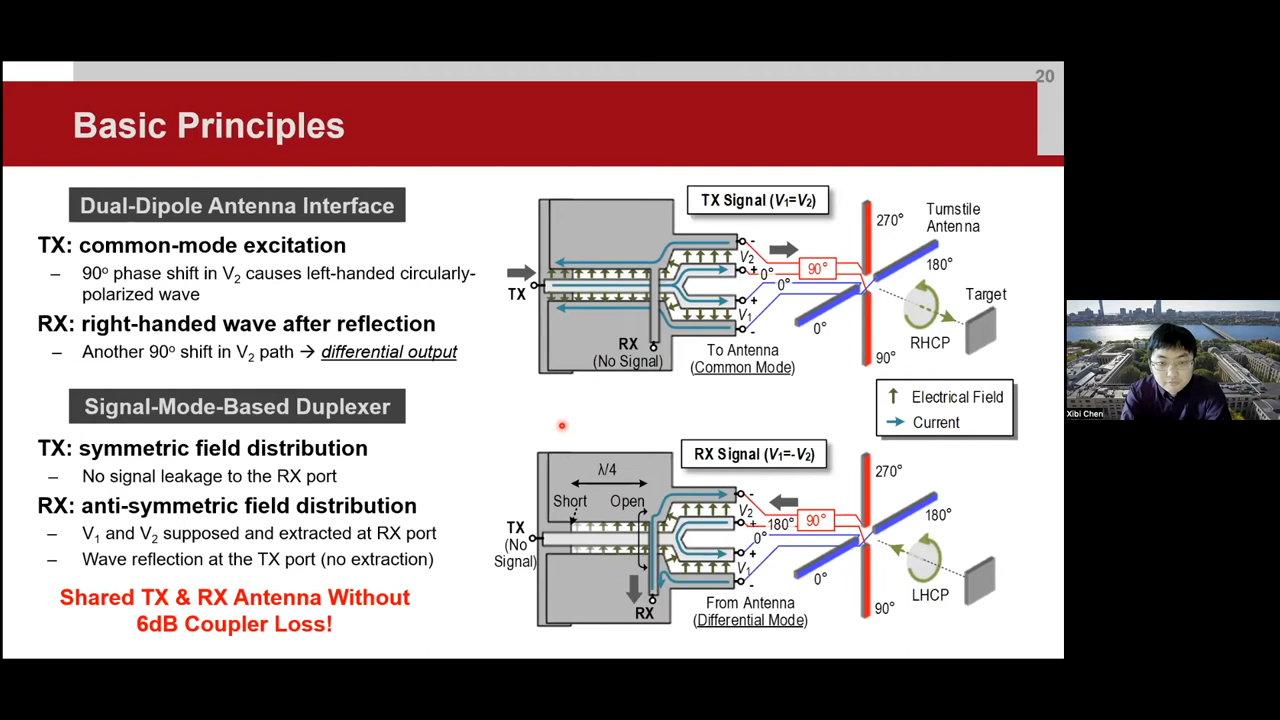 20
Basic Principles
Dual-Dipole Antenna Interface
TX: common-mode excitation
– 90o phase shift in V2 causes left-handed circularly-
polarized wave
RX: right-handed wave after reflection
– Another 90o shift in V2 path → differential output
Signal-Mode-Based Duplexer
TX: symmetric field distribution
– No signal leakage to the RX port
RX: anti-symmetric field distribution
– V1 and V2 supposed and extracted at RX port
– Wave reflection at the TX port (no extraction)
Shared TX & RX Antenna Without
6dB Coupler Loss!
TX Signal (V1=V2)
TX
RX
(No Signal)
-
V2
+
0°
0°
+
V1
-
90°
To Antenna
(Common Mode)
270°
Turnstile
Antenna
180°
0°
90°
Target
RHCP
Electrical Field
Current
RX Signal (V1=-V2)
λ/4
Short
Open
TX
(No
Signal)
RX
-
V2
+
180°
0°
+
V1
-
90°
From Antenna
(Differential Mode)
270°
180°
0°
90°
LHCP
Xibi Chen